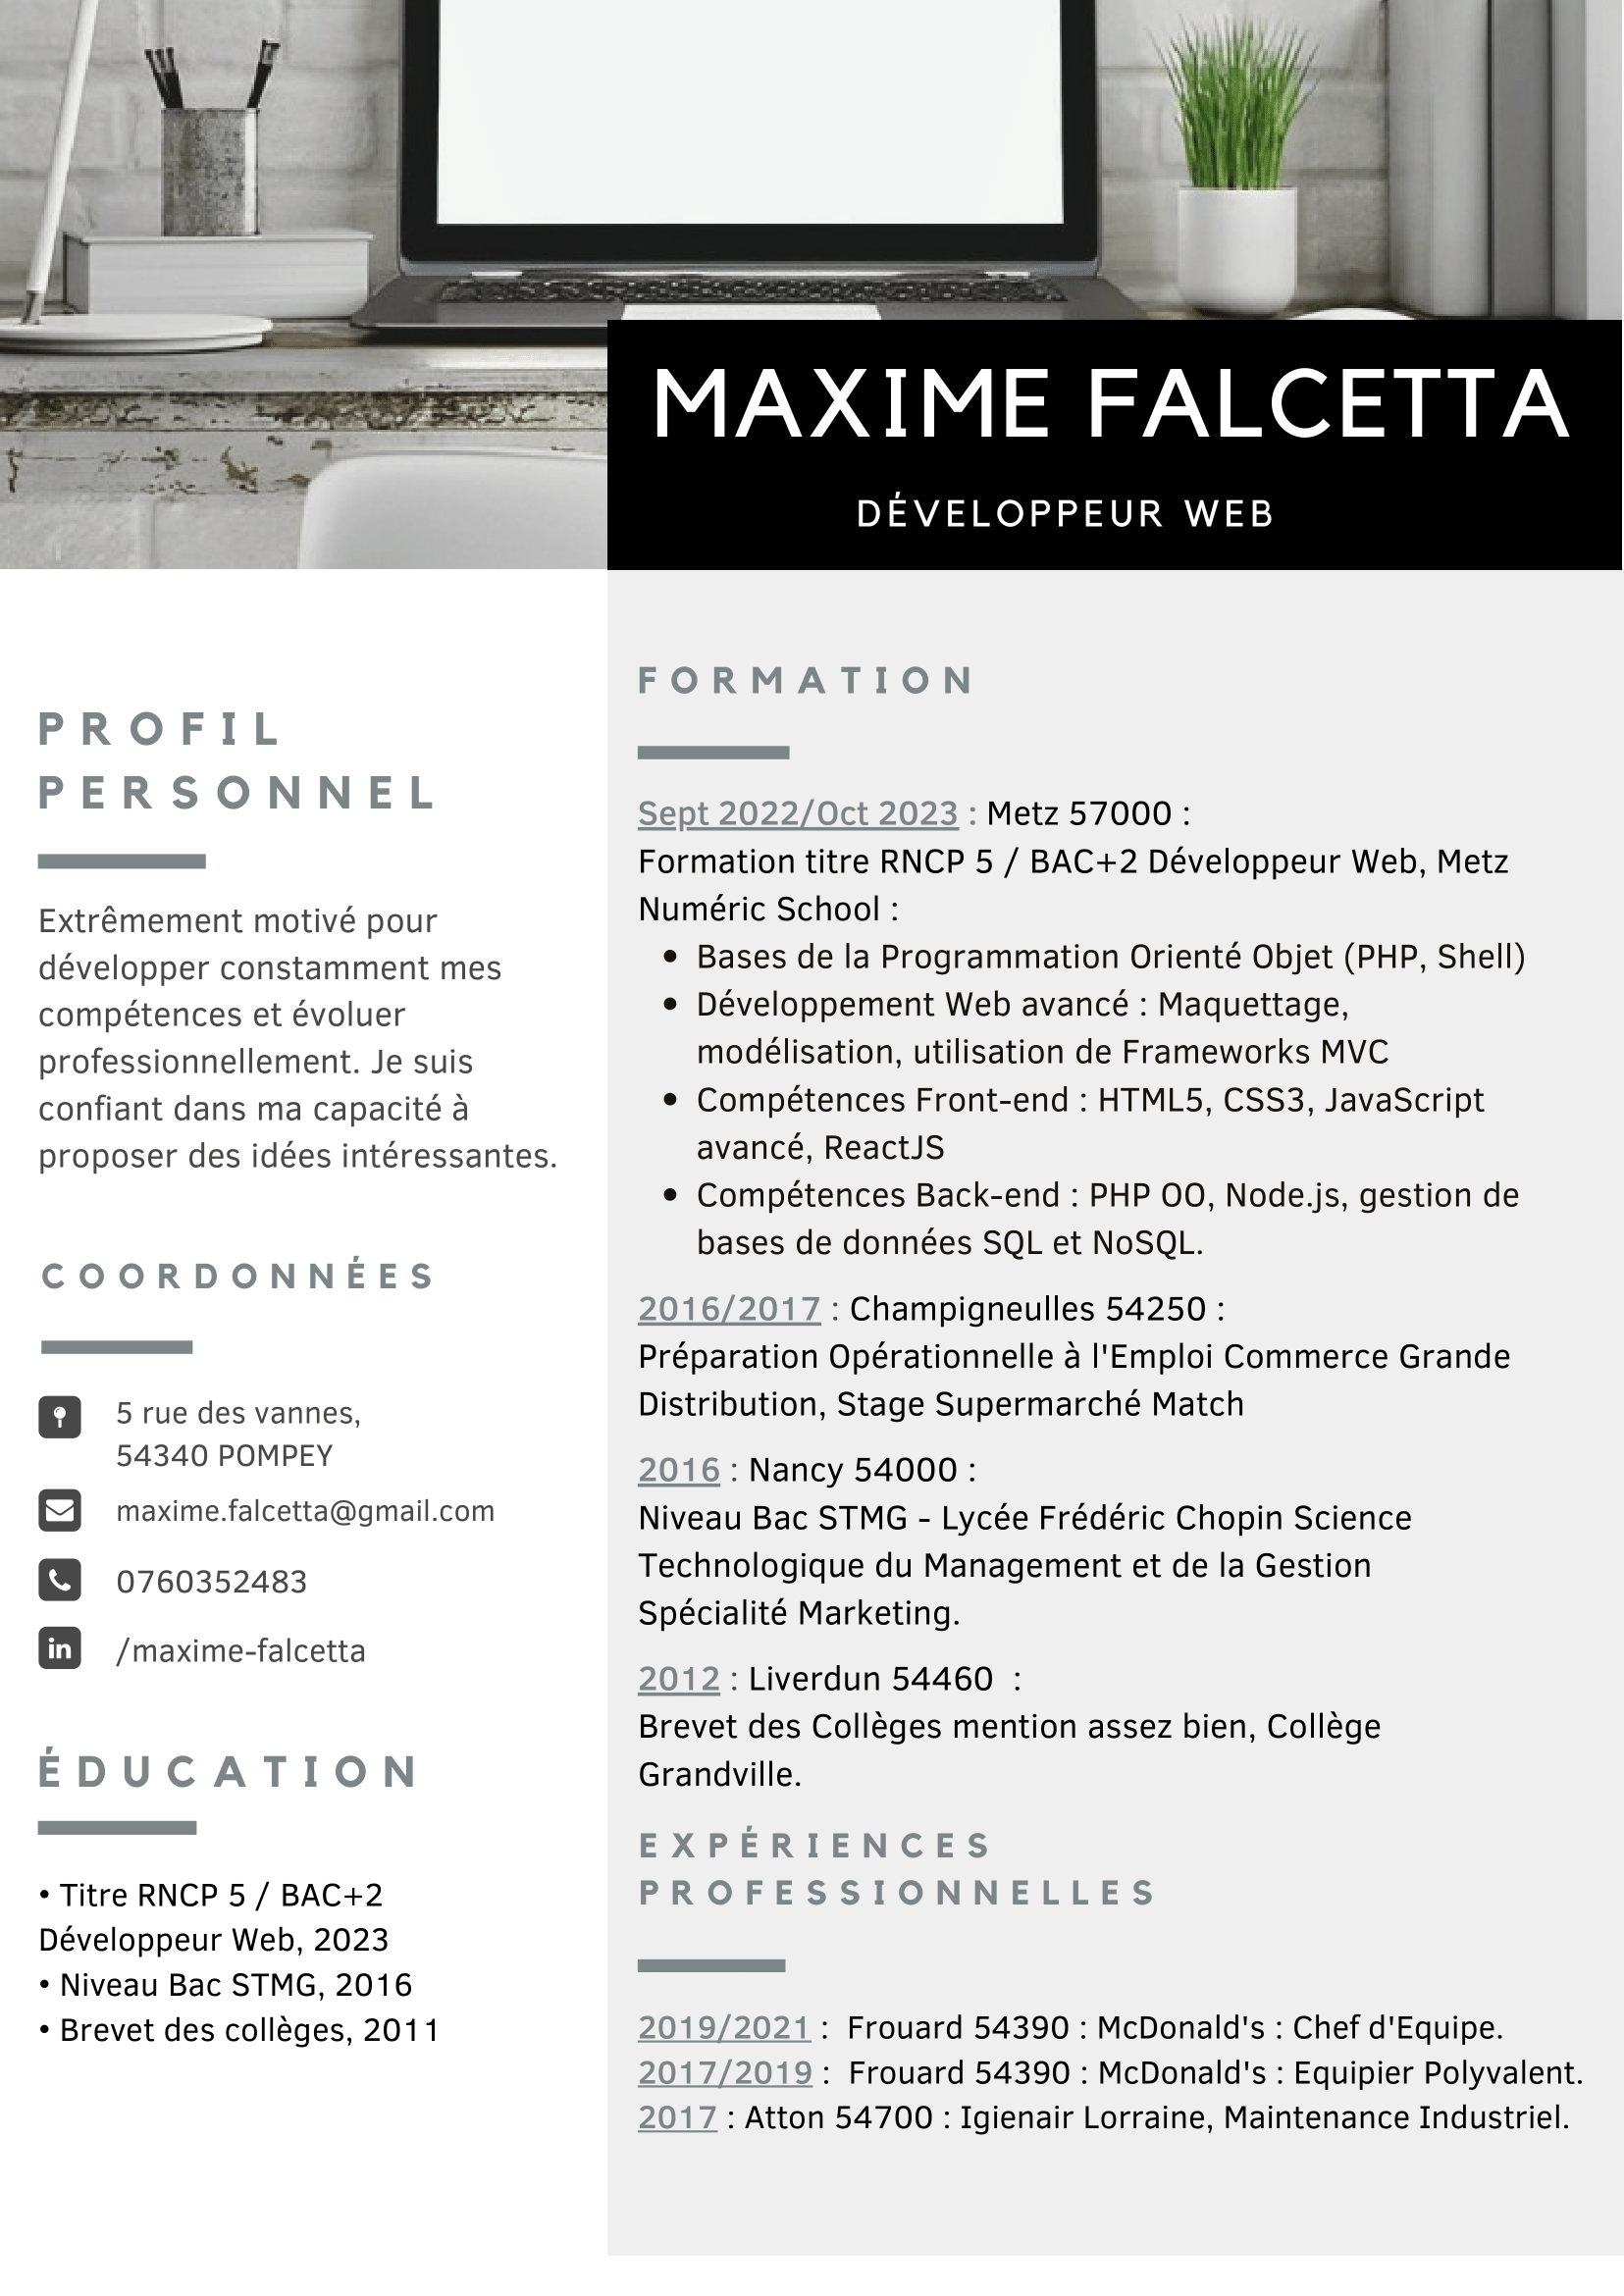 MAXIME FALCETTA
DÉVELOPPEUR WEB
PROFIL
PERSONNEL
Extrêmement motivé pour
développer constamment mes
compétences et évoluer
professionnellement. Je suis
confiant dans ma capacité à
proposer des idées intéressantes.
COORDONNÉES
5 rue des vannes,
54340 POMPEY
maxime.falcetta@gmail.com
0760352483
in
/maxime-falcetta
ÉDUCATION
• Titre RNCP 5 / BAC+2
Développeur Web, 2023
• Niveau Bac STMG, 2016
• Brevet des collèges, 2011
FORMATION
Sept 2022/Oct 2023 : Metz 57000 :
Formation titre RNCP 5 / BAC+2 Développeur Web, Metz
Numéric School :
• Bases de la Programmation Orienté Objet (PHP, Shell)
• Développement Web avancé : Maquettage,
modélisation, utilisation de Frameworks MVC
• Compétences Front-end : HTML5, CSS3, JavaScript
avancé, ReactJS
• Compétences Back-end : PHP OO, Node.js, gestion de
bases de données SQL et NoSQL.
2016/2017 : Champigneulles 54250 :
Préparation Opérationnelle à l'Emploi Commerce Grande
Distribution, Stage Supermarché Match
2016 : Nancy 54000 :
Niveau Bac STMG - Lycée Frédéric Chopin Science
Technologique du Management et de la Gestion
Spécialité Marketing.
2012 : Liverdun 54460  :
Brevet des Collèges mention assez bien, Collège
Grandville.
EXPÉRIENCES
PROFESSIONNELLES
2019/2021 :  Frouard 54390 : McDonald's : Chef d'Equipe.
2017/2019 :  Frouard 54390 : McDonald's : Equipier Polyvalent.
2017 : Atton 54700 : Igienair Lorraine, Maintenance Industriel.